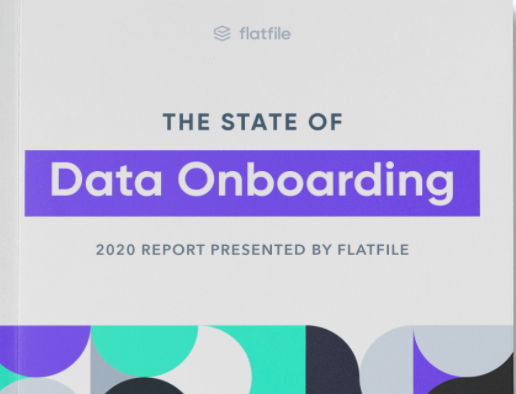 flatfile
THE STATE OF
Data Onboarding
2020 REPORT PRESENTED BY FLATFILE